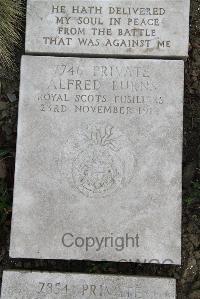 HE HATH DELIVERED
MY SOUL IN PEACE
FROM THE BATTLE
THAT WAS AGAINST ME
7746 PRIVATE
ALFRED BURNS
ROYAL SCOTS FUSILIERS
23RD NOVEMBER
Copyright
7854 PRIVATE